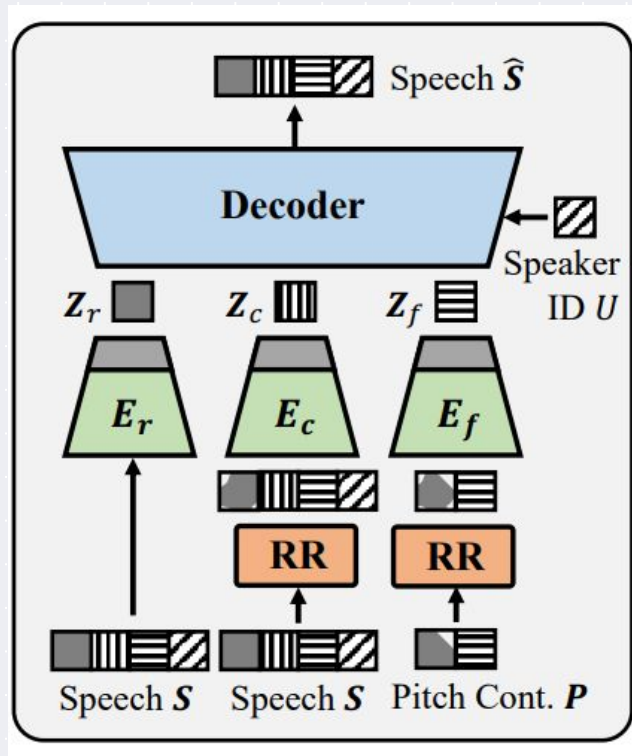 Speech Ŝ
Decoder
Speaker
ID U
Z_r
Z_c
Z_f
E_r
E_c
E_f
RR
RR
Speech S
Speech S
Pitch Cont. P